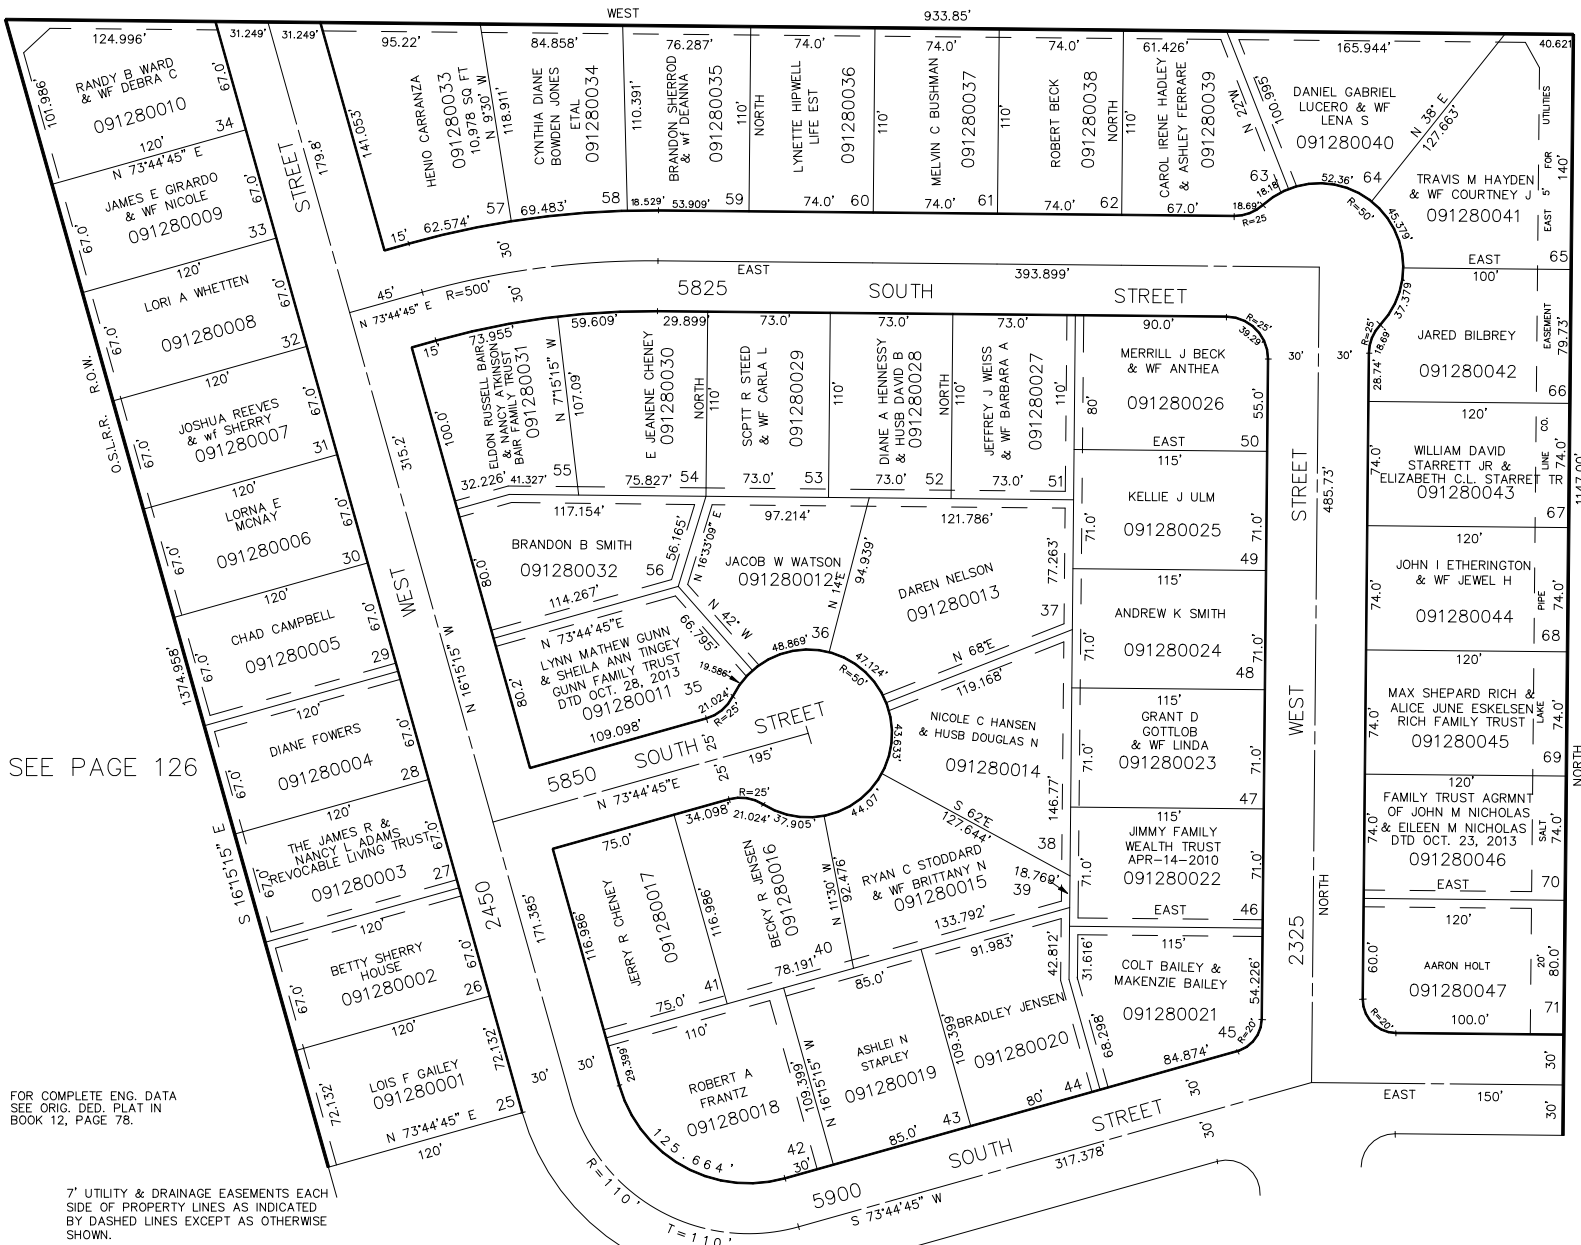 WEST
933.85'
124.996'
31.249'
31.249'
95.22'
84.858'
76.287'
74.0'
74.0'
74.0'
61.426'
165.944'
40.621
101.986'
RANDY B WARD
& WF DEBRA C
091280010
67.0'
34
120'
N 73°44'45" E
JAMES E GIRARDO
& WF NICOLE
091280009
67.0'
67.0'
33
120'
LORI A WHETTEN
091280008
67.0'
67.0'
32
120'
JOSHUA REEVES
& wf SHERRY
091280007
67.0'
67.0'
31
120'
LORNA E
MCNAY
091280006
67.0'
67.0'
30
120'
CHAD CAMPBELL
091280005
67.0'
67.0'
29
120'
DIANE FOWERS
091280004
67.0'
67.0'
28
120'
THE JAMES R &
NANCY L ADAMS
REVOCABLE LIVING TRUST
091280003
67.0'
67.0'
27
120'
BETTY SHERRY
HOUSE
091280002
67.0'
67.0'
26
120'
LOIS F GAILEY
091280001
72.132'
72.132'
25
N 73°44'45" E
120'
O.S.L.R.R. R.O.W.
1374.958'
S 16°15'15" E
SEE PAGE 126
STREET
179.8'
315.2'
WEST
N 16°15'15" W
2450
171.385'
141.053'
HENIO CARRANZA
091280033
10,978 SQ FT
N 9°30' W
118.911'
57
15'
62.574'
CYNTHIA DIANE
BOWDEN JONES
ETAL
091280034
110.391'
69.483'
58
BRANDON SHERROD
& wf DEANNA
091280035
110'
NORTH
18.529'
53.909'
59
LYNETTE HIPWELL
LIFE EST
091280036
110'
74.0'
60
MELVIN C BUSHMAN
091280037
110'
74.0'
61
ROBERT BECK
091280038
NORTH
110'
74.0'
62
CAROL IRENE HADLEY
& ASHLEY FERRARE
091280039
N 22° W
100.995
63
67.0'
18.69'
18.18'
R=25
DANIEL GABRIEL
LUCERO & WF
LENA S
091280040
52.36'
64
R=50'
N 38° E
127.663'
TRAVIS M HAYDEN
& WF COURTNEY J
091280041
45.379'
65
140'
EAST
100'
JARED BILBREY
091280042
37.379
18.69'
R=25'
28.74'
79.73'
66
120'
WILLIAM DAVID
STARRETT JR &
ELIZABETH C.L. STARRET TR
091280043
74.0'
74.0'
67
120'
JOHN I ETHERINGTON
& WF JEWEL H
091280044
74.0'
74.0'
68
120'
MAX SHEPARD RICH &
ALICE JUNE ESKELSEN
RICH FAMILY TRUST
091280045
74.0'
74.0'
69
120'
FAMILY TRUST AGRMNT
OF JOHN M NICHOLAS
& EILEEN M NICHOLAS
DTD OCT. 23, 2013
091280046
74.0'
74.0'
70
EAST
120'
AARON HOLT
091280047
60.0'
20'
80.0'
71
R=20'
100.0'
EAST 5' FOR UTILITIES
SALT LAKE PIPE LINE CO. EASEMENT
1147.00'
NORTH
30'
45'
R=500'
30'
30'
N 73°44'45" E
EAST
393.899'
5825
SOUTH
STREET
15'
73.955'
59.609'
29.899'
73.0'
73.0'
73.0'
90.0'
R=25'
39.29'
30'
30'
100.0'
ELDON RUSSELL BAIR
& NANCY ATKINSON
BAIR FAMILY TRUST
091280031
N 7°15'15" W
107.09'
32.226'
41.327'
55
E JEANENE CHENEY
091280030
NORTH
110'
75.827'
54
SCPTT R STEED
& WF CARLA L
091280029
110'
73.0'
53
DIANE A HENNESSY
& HUSB DAVID B
091280028
NORTH
110'
73.0'
52
JEFFREY J WEISS
& WF BARBARA A
091280027
110'
73.0'
51
MERRILL J BECK
& WF ANTHEA
091280026
80'
55.0'
EAST
50
115'
KELLIE J ULM
091280025
71.0'
71.0'
49
115'
ANDREW K SMITH
091280024
71.0'
71.0'
48
115'
GRANT D
GOTTLOB
& WF LINDA
091280023
71.0'
71.0'
47
115'
JIMMY FAMILY
WEALTH TRUST
APR-14-2010
091280022
71.0'
71.0'
EAST
46
115'
COLT BAILEY &
MAKENZIE BAILEY
091280021
31.616'
54.226'
45
R=20'
84.874'
68.298'
STREET
485.73'
WEST
NORTH
2325
117.154'
BRANDON B SMITH
091280032
80.0'
56
56.165'
N 16°33'09" E
114.267'
N 73°44'45"E
LYNN MATHEW GUNN
& SHEILA ANN TINGEY
GUNN FAMILY TRUST
DTD OCT. 28, 2013
091280011
35
80.2'
109.098'
66.795'
N 42° W
19.586'
21.024'
R=25'
97.214'
JACOB W WATSON
091280012
N 14°E
94.939'
36
48.869'
121.786'
DAREN NELSON
091280013
77.263'
37
47.124'
R=50'
N 68°E
119.168'
NICOLE C HANSEN
& HUSB DOUGLAS N
091280014
43.633'
146.77'
38
S 62°E
127.644'
44.07'
5850
SOUTH
STREET
25'
25'
195'
N 73°44'45"E
R=25'
34.098'
21.024'
37.905'
75.0'
JERRY R CHENEY
091280017
116.986'
116.986'
75.0'
41
BECKY R JENSEN
091280016
N 11°30' W
92.476'
78.191'
40
RYAN C STODDARD
& WF BRITTANY N
091280015
18.769'
39
133.792'
110'
ROBERT A
FRANTZ
091280018
29.399'
30'
30'
125.664'
109.399'
N 16°15'15" W
42
30'
85.0'
ASHLEI N
STAPLEY
091280019
109.399'
43
85.0'
91.983'
BRADLEY JENSEN
091280020
42.812'
44
80'
R=110'
T=110'
5900
SOUTH
STREET
S 73°44'45" W
317.378'
30'
30'
EAST
150'
30'
30'
FOR COMPLETE ENG. DATA
SEE ORIG. DED. PLAT IN
BOOK 12, PAGE 78.
7' UTILITY & DRAINAGE EASEMENTS EACH
SIDE OF PROPERTY LINES AS INDICATED
BY DASHED LINES EXCEPT AS OTHERWISE
SHOWN.